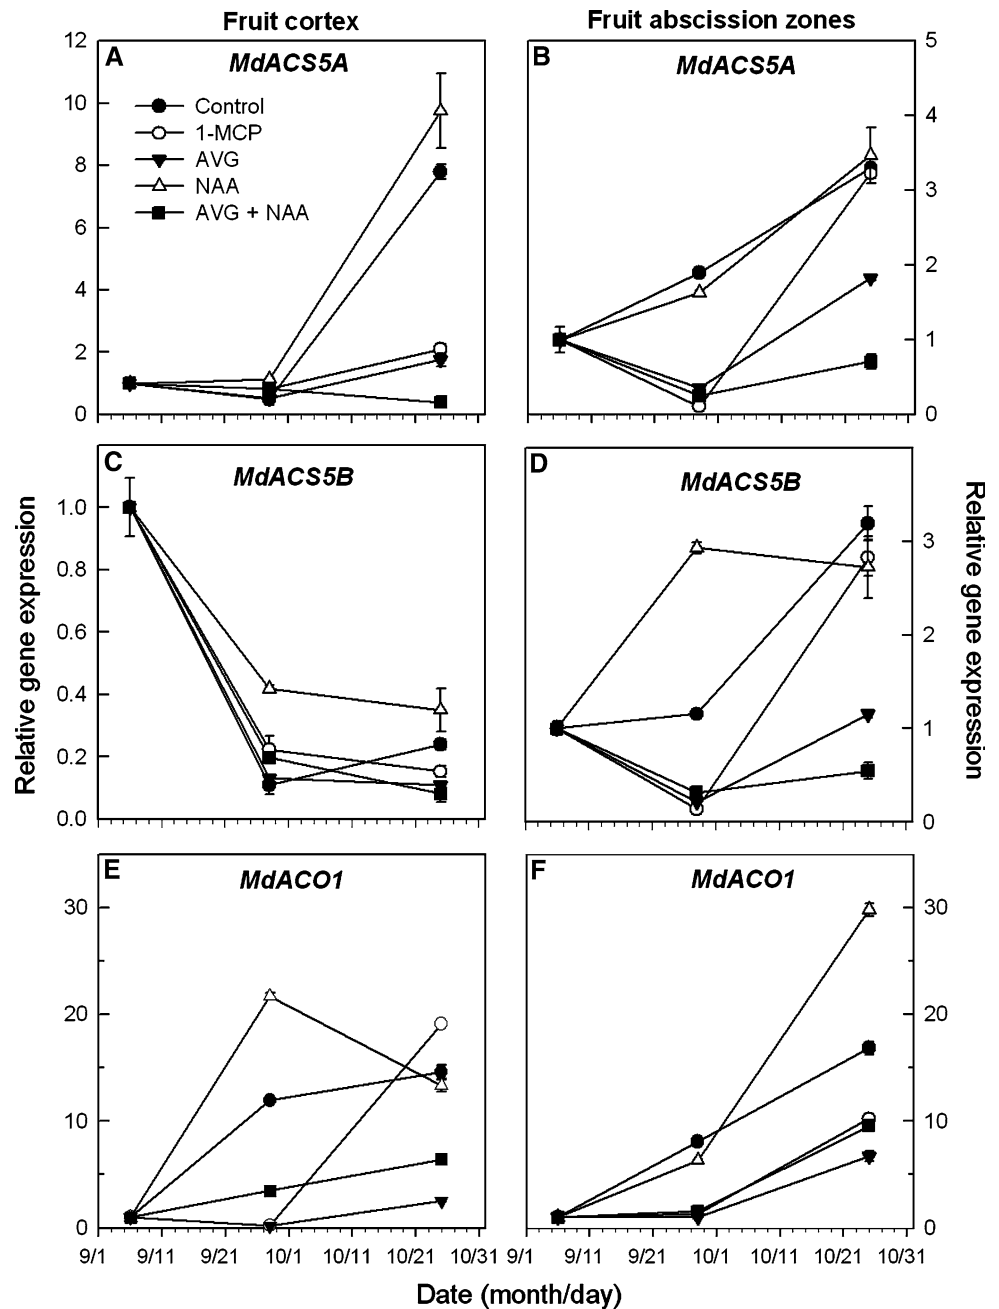 Fruit cortex
Fruit abscission zones
A
MdACS5A
Control
1-MCP
AVG
NAA
AVG + NAA
12
10
8
6
4
2
0
B
MdACS5A
5
4
3
2
1
0
C
MdACS5B
1.0
0.8
0.6
0.4
0.2
0.0
D
MdACS5B
3
2
1
0
Relative gene expression
Relative gene expression
E
MdACO1
30
20
10
0
F
MdACO1
30
20
10
0
9/1 9/11 9/21 10/1 10/11 10/21 10/31
9/1 9/11 9/21 10/1 10/11 10/21 10/31
Date (month/day)